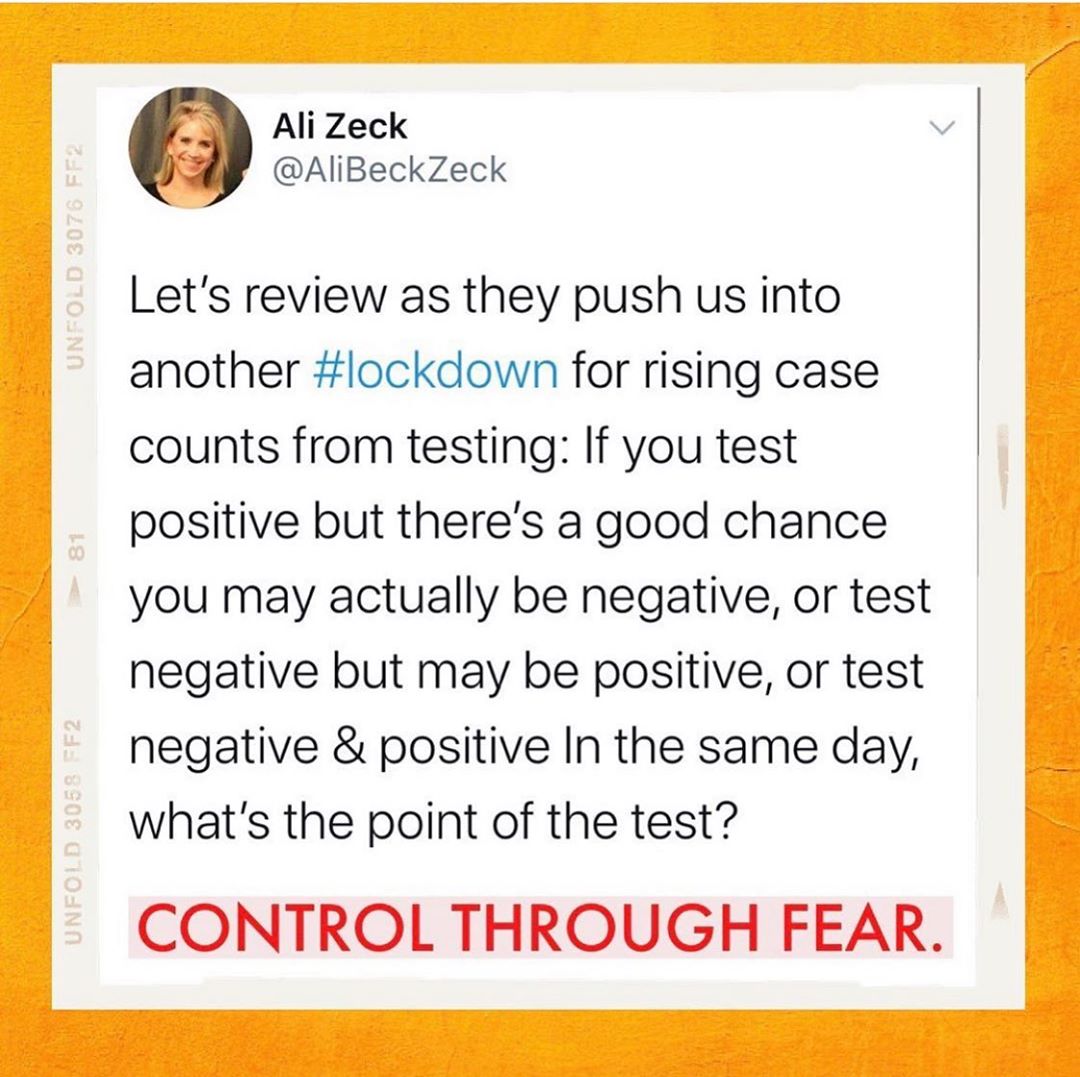 Ali Zeck
@AliBeckZeck
Let's review as they push us into
another #lockdown for rising case
counts from testing: If you test
positive but there's a good chance
you may actually be negative, or test
negative but may be positive, or test
negative & positive In the same day,
what's the point of the test?
CONTROL THROUGH FEAR.
UNFOLD 3076 FF2
81
UNFOLD 3058 FF2